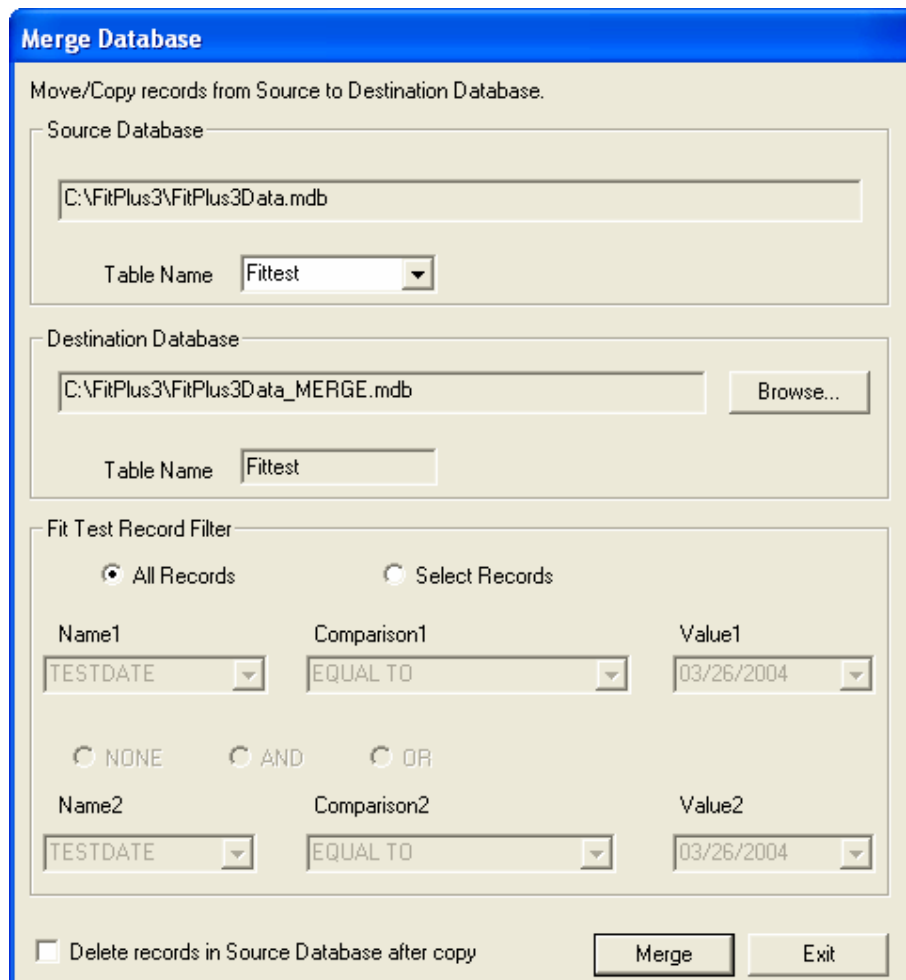 Merge Database
Move/Copy records from Source to Destination Database.
Source Database
C:\FitPlus3\FitPlus3Data.mdb
Table Name Fittest
Destination Database
C:\FitPlus3\FitPlus3Data_MERGE.mdb Browse...
Table Name Fittest
Fit Test Record Filter
All Records Select Records
Name1 Comparison1 Value1
TESTDATE EQUAL TO 03/26/2004
NONE AND OR
Name2 Comparison2 Value2
TESTDATE EQUAL TO 03/26/2004
Delete records in Source Database after copy Merge Exit